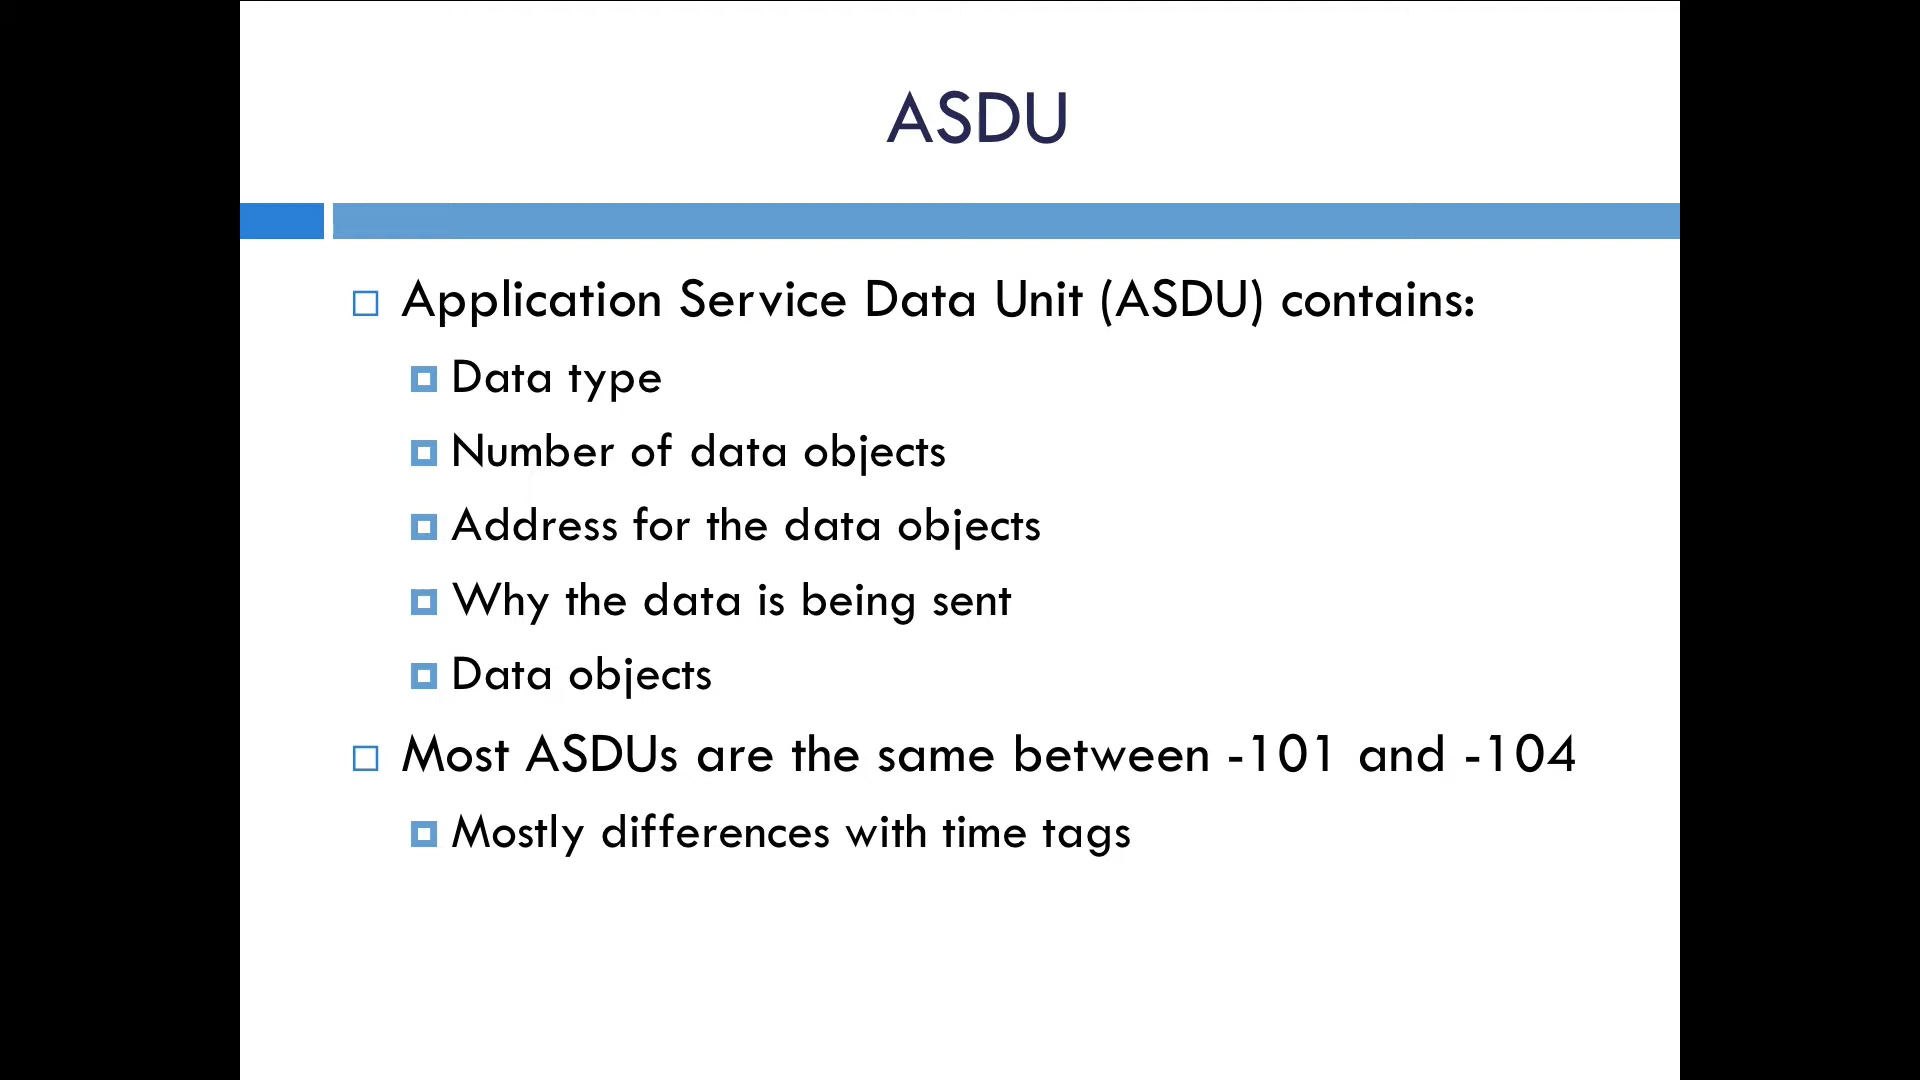 ASDU
Application Service Data Unit (ASDU) contains:
Data type
Number of data objects
Address for the data objects
Why the data is being sent
Data objects
Most ASDUs are the same between -101 and -104
Mostly differences with time tags